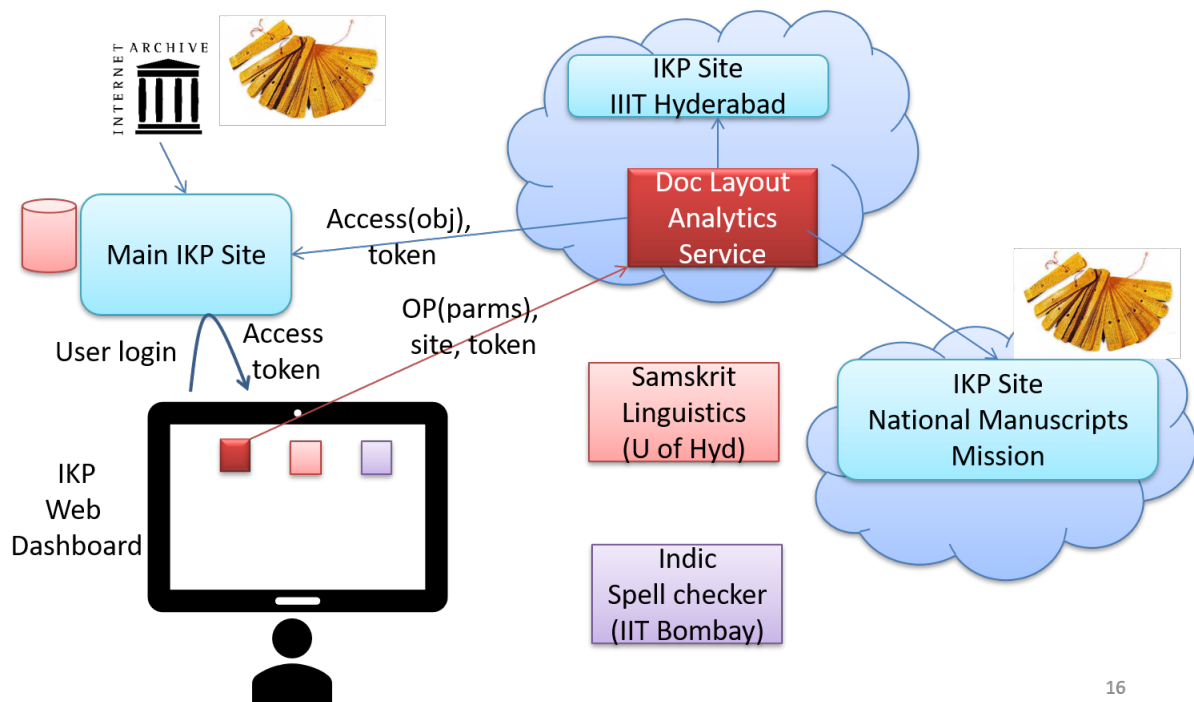 INTERNET
ARCHIVE
IKP Site
IIIT Hyderabad
Doc Layout
Analytics
Service
Main IKP Site
Access(obj),
token
OP(parms),
site, token
User login
Access
token
Samskrit
Linguistics
(U of Hyd)
IKP Site
National Manuscripts
Mission
IKP
Web
Dashboard
Indic
Spell checker
(IIT Bombay)
16